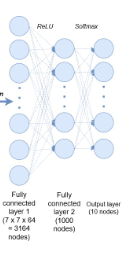 ReLU
Softmax
Fully
connected
layer 1
(7 x 7 x 64
= 3164
nodes)
Fully
connected
layer 2
(1000
nodes)
Output layer
(10 nodes)